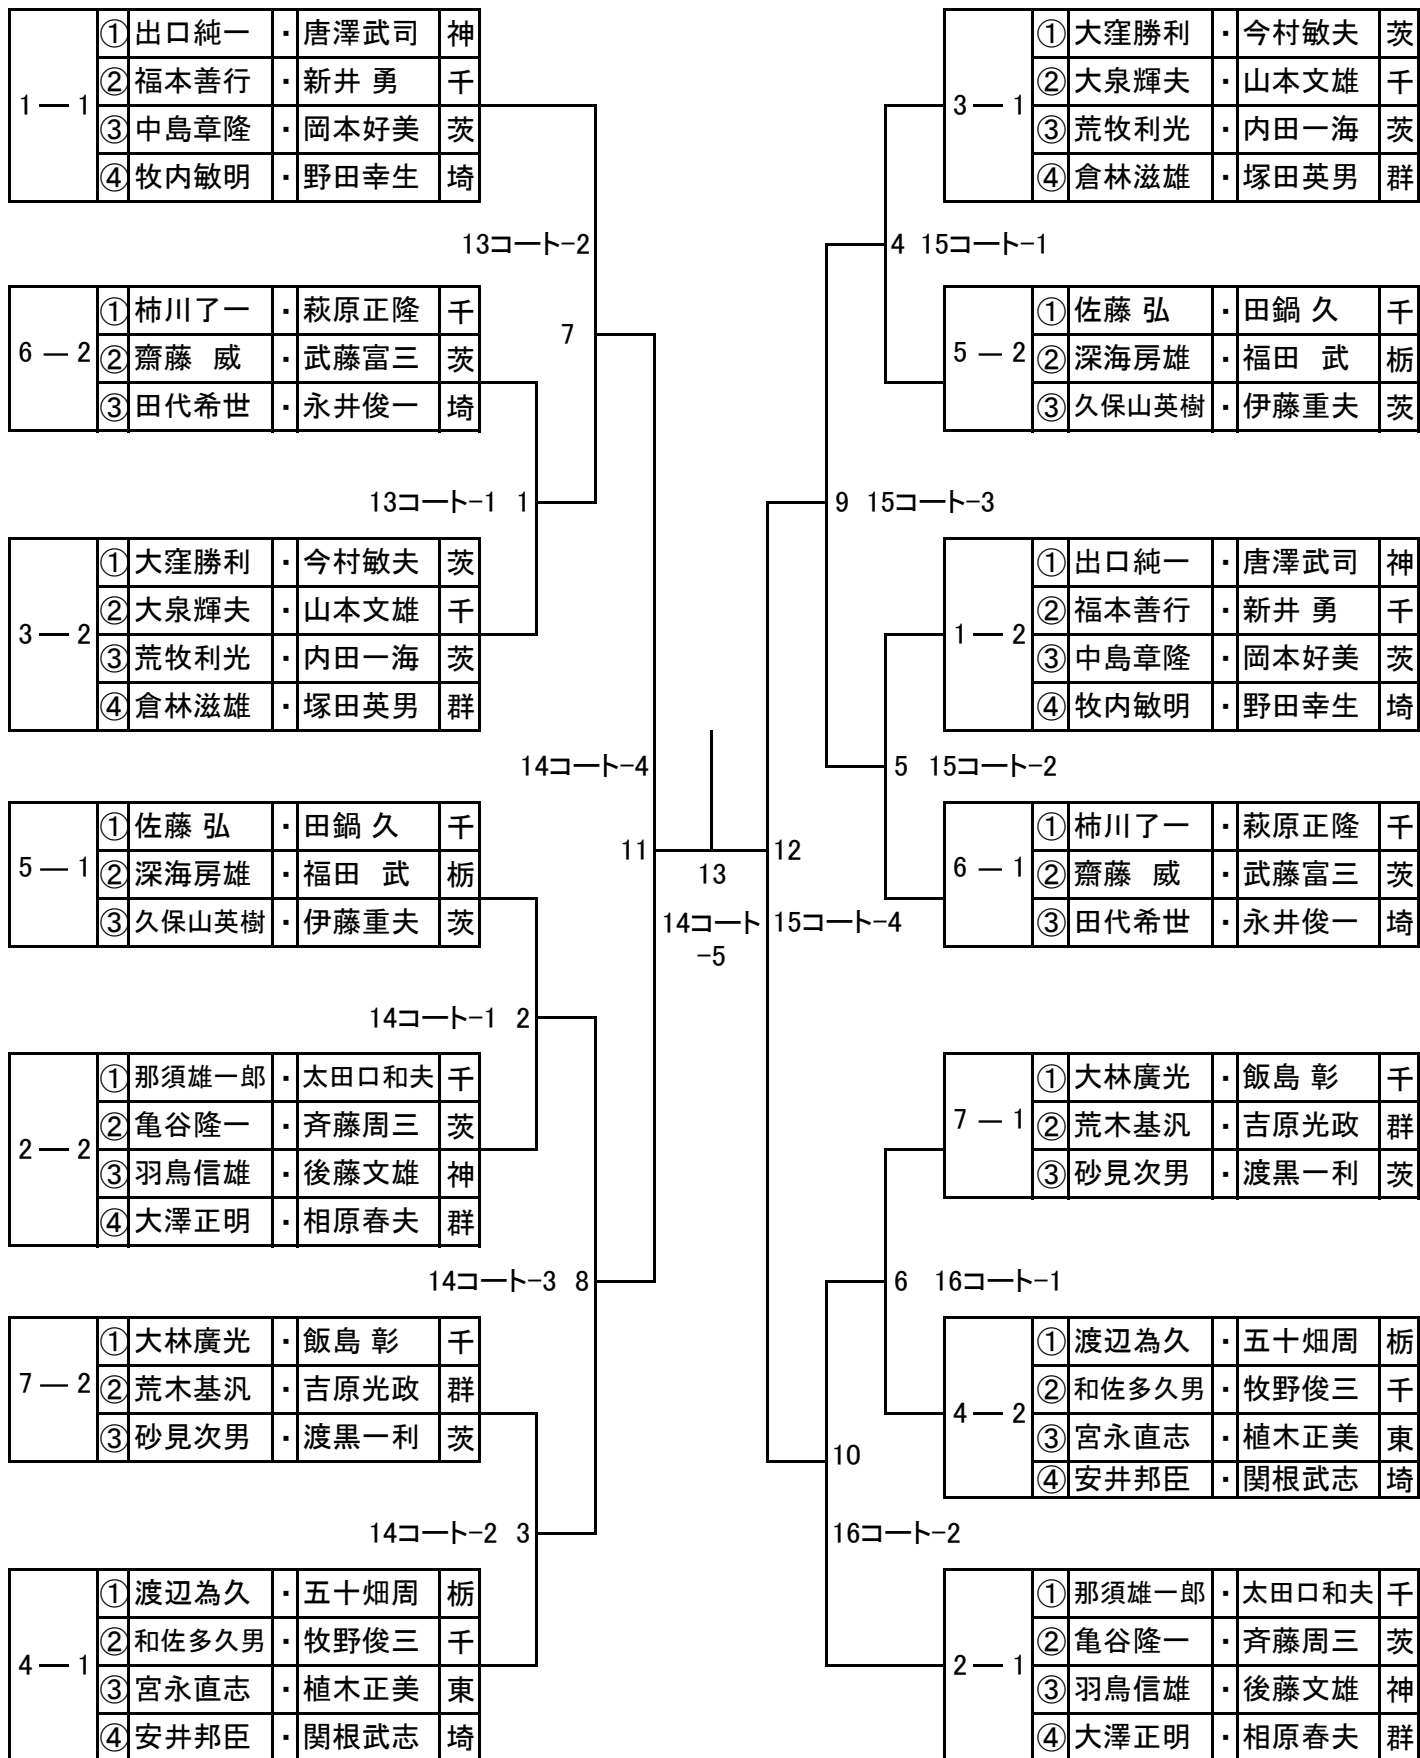 1 — 1
① 出口純一 ・ 唐澤武司 神
② 福本善行 ・ 新井 勇 千
③ 中島章隆 ・ 岡本好美 茨
④ 牧内敏明 ・ 野田幸生 埼
13コート-2
6 — 2
① 柿川了一 ・ 萩原正隆 千
② 齋藤 威 ・ 武藤富三 茨
③ 田代希世 ・ 永井俊一 埼
7
13コート-1 1
3 — 2
① 大窪勝利 ・ 今村敏夫 茨
② 大泉輝夫 ・ 山本文雄 千
③ 荒牧利光 ・ 内田一海 茨
④ 倉林滋雄 ・ 塚田英男 群
14コート-4
5 — 1
① 佐藤 弘 ・ 田鍋 久 千
② 深海房雄 ・ 福田 武 栃
③ 久保山英樹 ・ 伊藤重夫 茨
11
14コート-1 2
2 — 2
① 那須雄一郎 ・ 太田口和夫 千
② 亀谷隆一 ・ 斉藤周三 茨
③ 羽鳥信雄 ・ 後藤文雄 神
④ 大澤正明 ・ 相原春夫 群
14コート-3 8
7 — 2
① 大林廣光 ・ 飯島 彰 千
② 荒木基汎 ・ 吉原光政 群
③ 砂見次男 ・ 渡黒一利 茨
14コート-2 3
4 — 1
① 渡辺為久 ・ 五十畑周 栃
② 和佐多久男 ・ 牧野俊三 千
③ 宮永直志 ・ 植木正美 東
④ 安井邦臣 ・ 関根武志 埼
13
14コート
-5
3 — 1
① 大窪勝利 ・ 今村敏夫 茨
② 大泉輝夫 ・ 山本文雄 千
③ 荒牧利光 ・ 内田一海 茨
④ 倉林滋雄 ・ 塚田英男 群
4 15コート-1
5 — 2
① 佐藤 弘 ・ 田鍋 久 千
② 深海房雄 ・ 福田 武 栃
③ 久保山英樹 ・ 伊藤重夫 茨
9 15コート-3
1 — 2
① 出口純一 ・ 唐澤武司 神
② 福本善行 ・ 新井 勇 千
③ 中島章隆 ・ 岡本好美 茨
④ 牧内敏明 ・ 野田幸生 埼
5 15コート-2
6 — 1
① 柿川了一 ・ 萩原正隆 千
② 齋藤 威 ・ 武藤富三 茨
③ 田代希世 ・ 永井俊一 埼
12
15コート-4
7 — 1
① 大林廣光 ・ 飯島 彰 千
② 荒木基汎 ・ 吉原光政 群
③ 砂見次男 ・ 渡黒一利 茨
6 16コート-1
4 — 2
① 渡辺為久 ・ 五十畑周 栃
② 和佐多久男 ・ 牧野俊三 千
③ 宮永直志 ・ 植木正美 東
④ 安井邦臣 ・ 関根武志 埼
10
16コート-2
2 — 1
① 那須雄一郎 ・ 太田口和夫 千
② 亀谷隆一 ・ 斉藤周三 茨
③ 羽鳥信雄 ・ 後藤文雄 神
④ 大澤正明 ・ 相原春夫 群